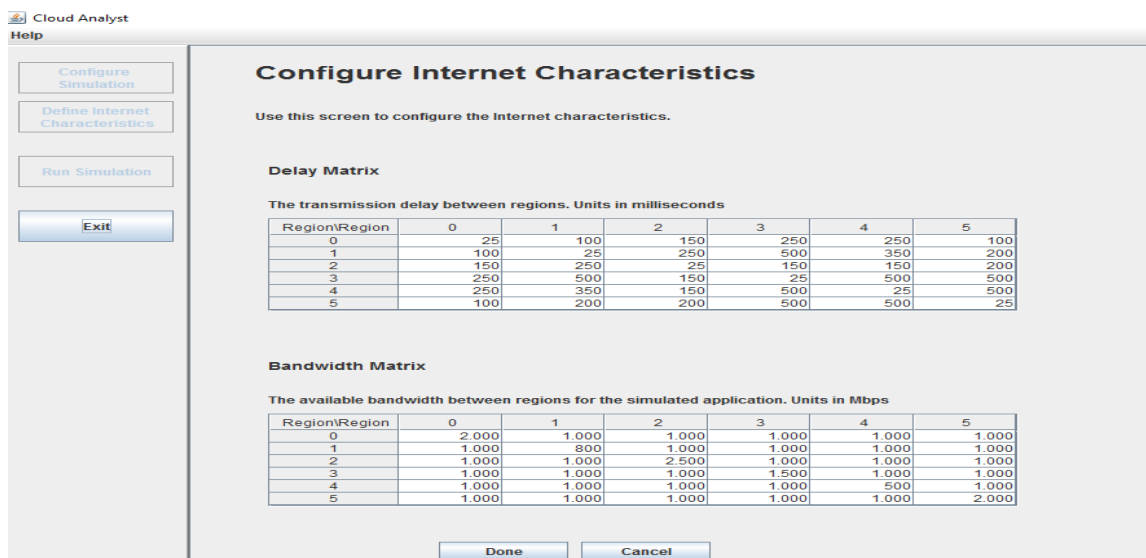 Cloud Analyst
Help
Configure
Simulation
Define Internet
Characteristics
Run Simulation
Exit
Configure Internet Characteristics
Use this screen to configure the Internet characteristics.
Delay Matrix
The transmission delay between regions. Units in milliseconds
Region\Region 0 1 2 3 4 5
0 25 100 150 250 250 100
1 100 25 250 500 350 200
2 150 250 25 150 150 200
3 250 500 150 25 500 500
4 250 350 150 500 25 500
5 100 200 200 500 500 25
Bandwidth Matrix
The available bandwidth between regions for the simulated application. Units in Mbps
Region\Region 0 1 2 3 4 5
0 2.000 1.000 1.000 1.000 1.000 1.000
1 1.000 800 1.000 1.000 1.000 1.000
2 1.000 1.000 2.500 1.000 1.000 1.000
3 1.000 1.000 1.000 1.500 1.000 1.000
4 1.000 1.000 1.000 1.000 500 1.000
5 1.000 1.000 1.000 1.000 1.000 2.000
Done Cancel